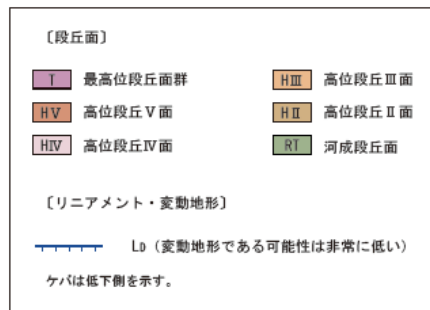 〔段丘面〕
T 最高位段丘面群
HⅢ 高位段丘Ⅲ面
HⅤ 高位段丘Ⅴ面
HⅡ 高位段丘Ⅱ面
HⅣ 高位段丘Ⅳ面
RT 河成段丘面
〔リニアメント・変動地形〕
LD（変動地形である可能性は非常に低い）
ケバは低下側を示す。